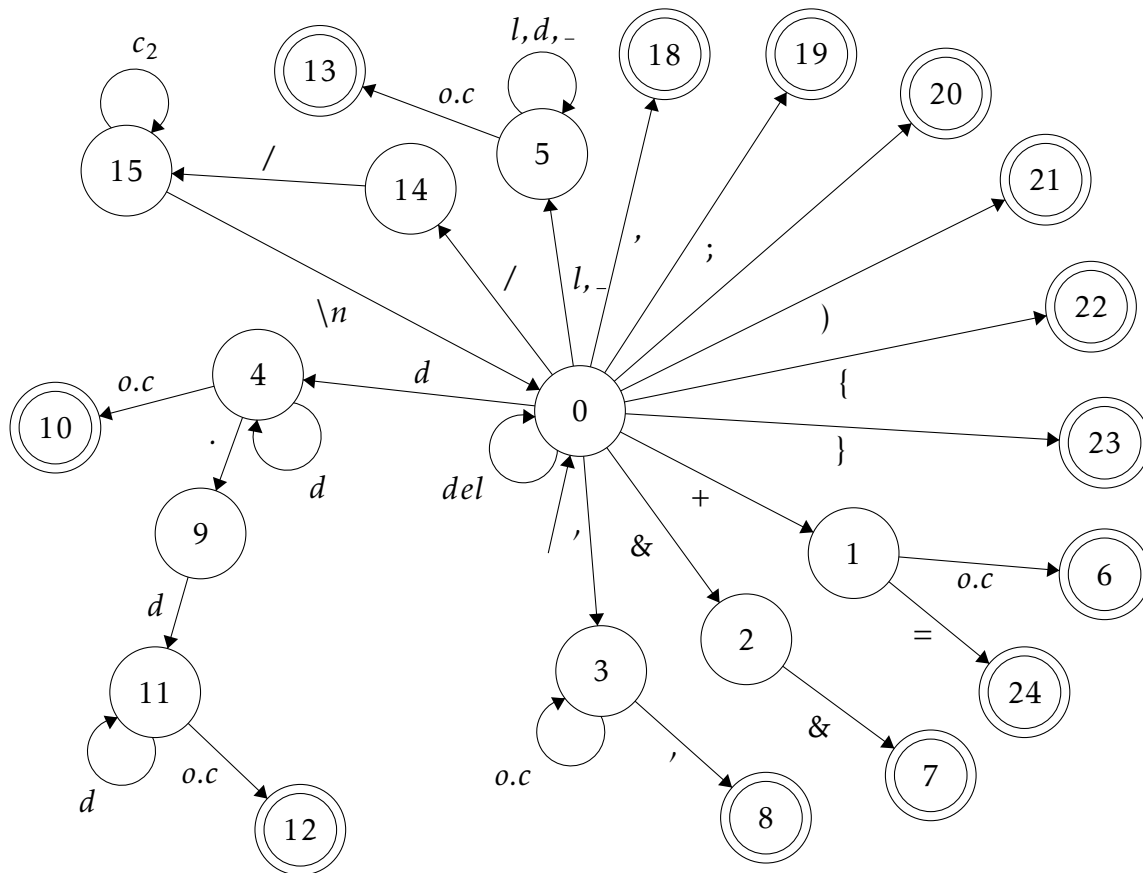 c2
l,d,_
13
18
19
20
o.c
5
15
/
14
21
,
;
/
l,_
)
22
\n
{
4
o.c
d
0
10
.
}
23
d
del
+
9
'
&
1
o.c
6
d
2
=
11
3
24
&
o.c
o.c
'
7
d
12
8